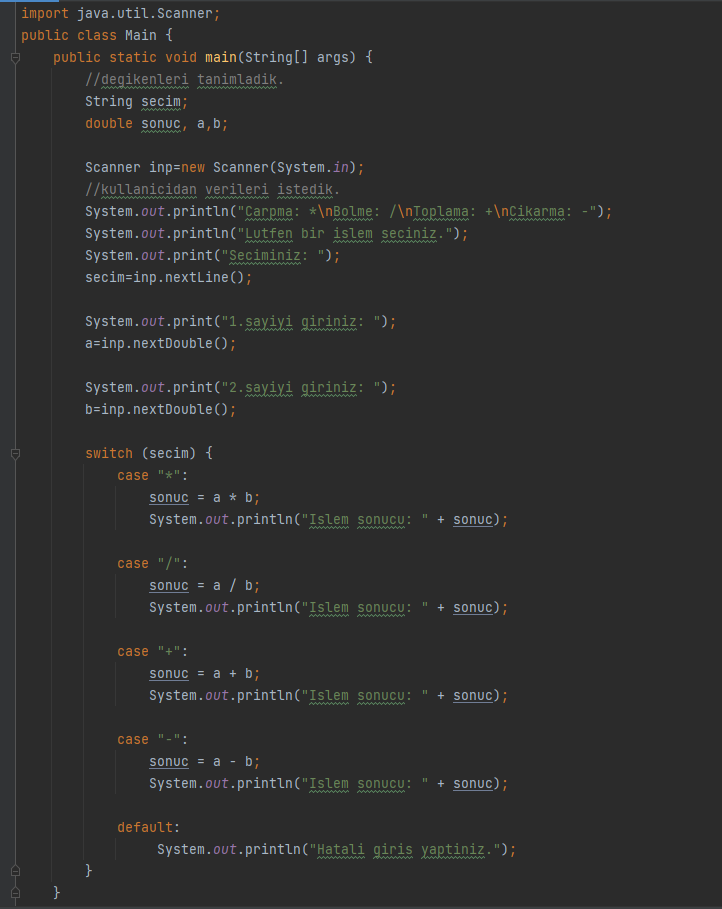 import java.util.Scanner;
public class Main {
    public static void main(String[] args) {
        //degikenleri tanimladik.
        String secim;
        double sonuc, a,b;

        Scanner inp=new Scanner(System.in);
        //kullanicidan verileri istedik.
        System.out.println("Carpma: *\nBolme: /\nToplama: +\nCikarma: -");
        System.out.println("Lutfen bir islem seciniz.");
        System.out.print("Seciminiz: ");
        secim=inp.nextLine();

        System.out.print("1.sayiyi giriniz: ");
        a=inp.nextDouble();

        System.out.print("2.sayiyi giriniz: ");
        b=inp.nextDouble();

        switch (secim) {
            case "*":
                sonuc = a * b;
                System.out.println("Islem sonucu: " + sonuc);

            case "/":
                sonuc = a / b;
                System.out.println("Islem sonucu: " + sonuc);

            case "+":
                sonuc = a + b;
                System.out.println("Islem sonucu: " + sonuc);

            case "-":
                sonuc = a - b;
                System.out.println("Islem sonucu: " + sonuc);

            default:
                 System.out.println("Hatali giris yaptiniz.");
        }
    }